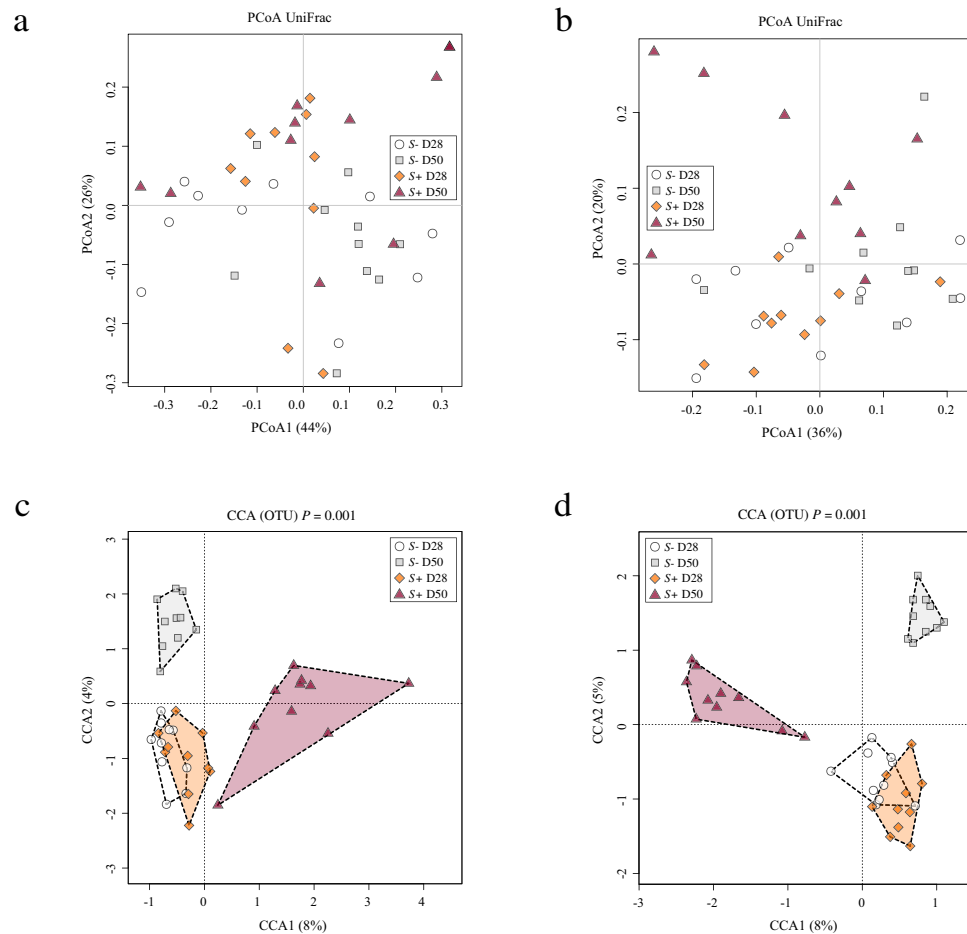 a
PCoA UniFrac
PCoA2 (26%)
0.2
0.1
0.0
-0.1
-0.2
-0.3
S- D28
S- D50
S+ D28
S+ D50
-0.3 -0.2 -0.1 0.0 0.1 0.2 0.3
PCoA1 (44%)
b
PCoA UniFrac
PCoA2 (20%)
0.2
0.1
0.0
-0.1
S- D28
S- D50
S+ D28
S+ D50
-0.2 -0.1 0.0 0.1 0.2
PCoA1 (36%)
c
CCA (OTU) P = 0.001
CCA2 (4%)
3
2
1
0
-1
-2
-3
S- D28
S- D50
S+ D28
S+ D50
-1 0 1 2 3 4
CCA1 (8%)
d
CCA (OTU) P = 0.001
CCA2 (5%)
2
1
0
-1
-2
S- D28
S- D50
S+ D28
S+ D50
-3 -2 -1 0 1
CCA1 (8%)